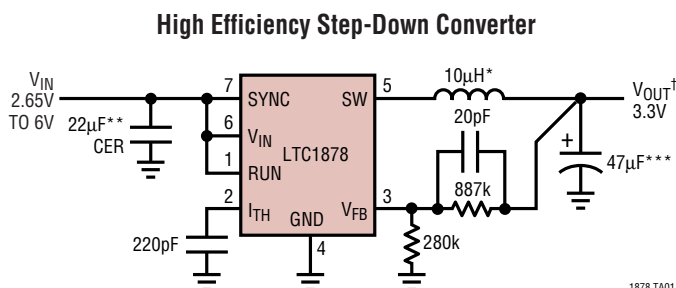 High Efficiency Step-Down Converter
V_IN
2.65V
TO 6V
22µF**
CER
7
SYNC
6
V_IN
1
RUN
2
I_TH
220pF
LTC1878
GND
4
SW
5
V_FB
3
10µH*
20pF
887k
280k
V_OUT†
3.3V
+
47µF***
1878 TA01